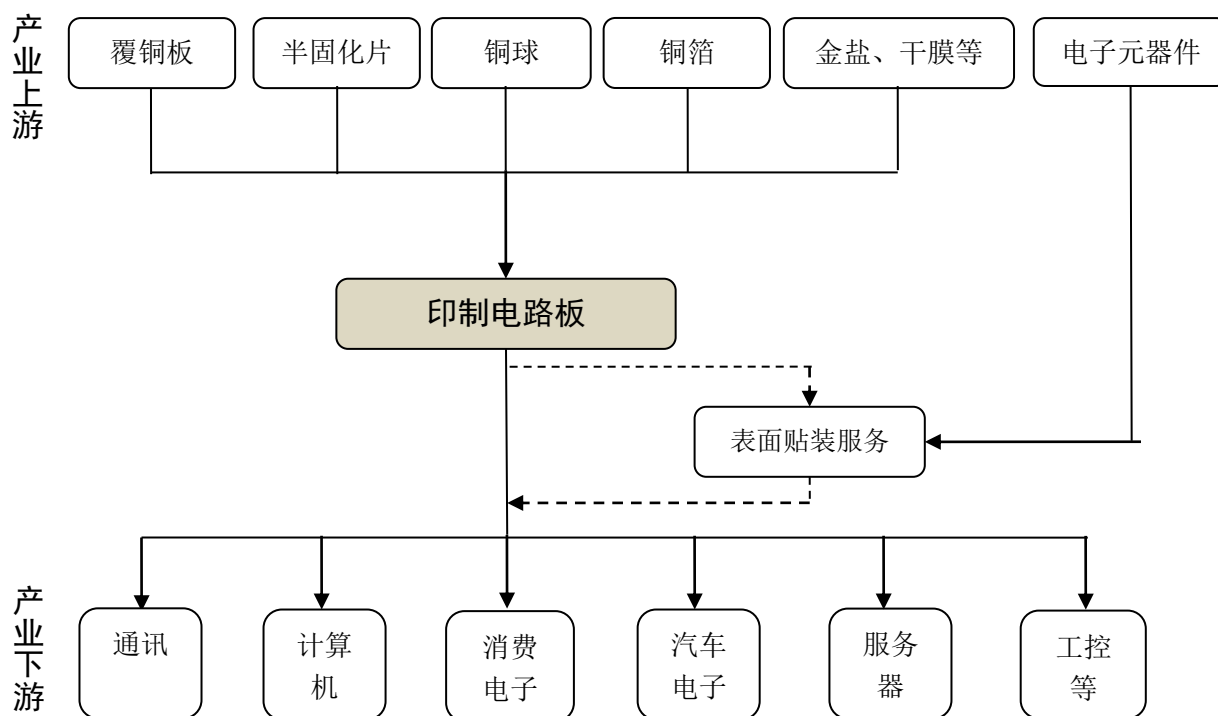 产业上游
覆铜板
半固化片
铜球
铜箔
金盐、干膜等
电子元器件
印制电路板
表面贴装服务
产业下游
通讯
计算
机
消费
电子
汽车
电子
服务
器
工控
等